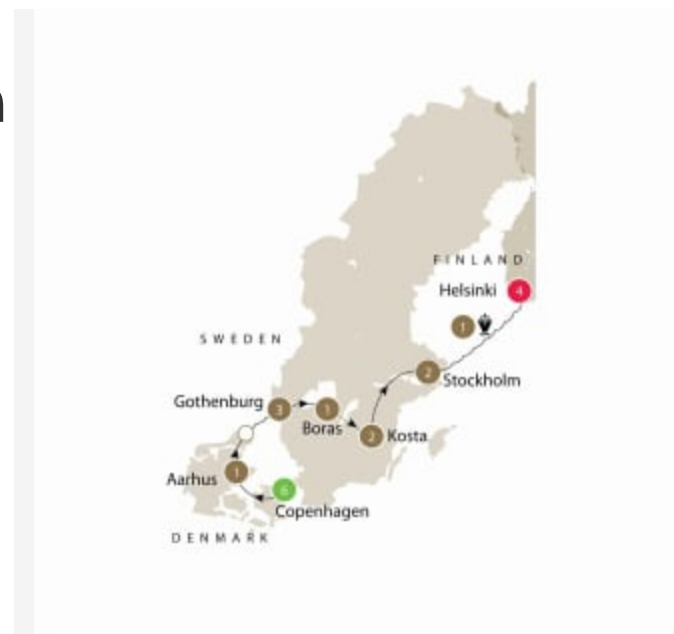 FINLAND
Helsinki 4
1
SWEDEN
2 Stockholm
Gothenburg 3
1
Boras
2 Kosta
Aarhus 1
6
Copenhagen
DENMARK